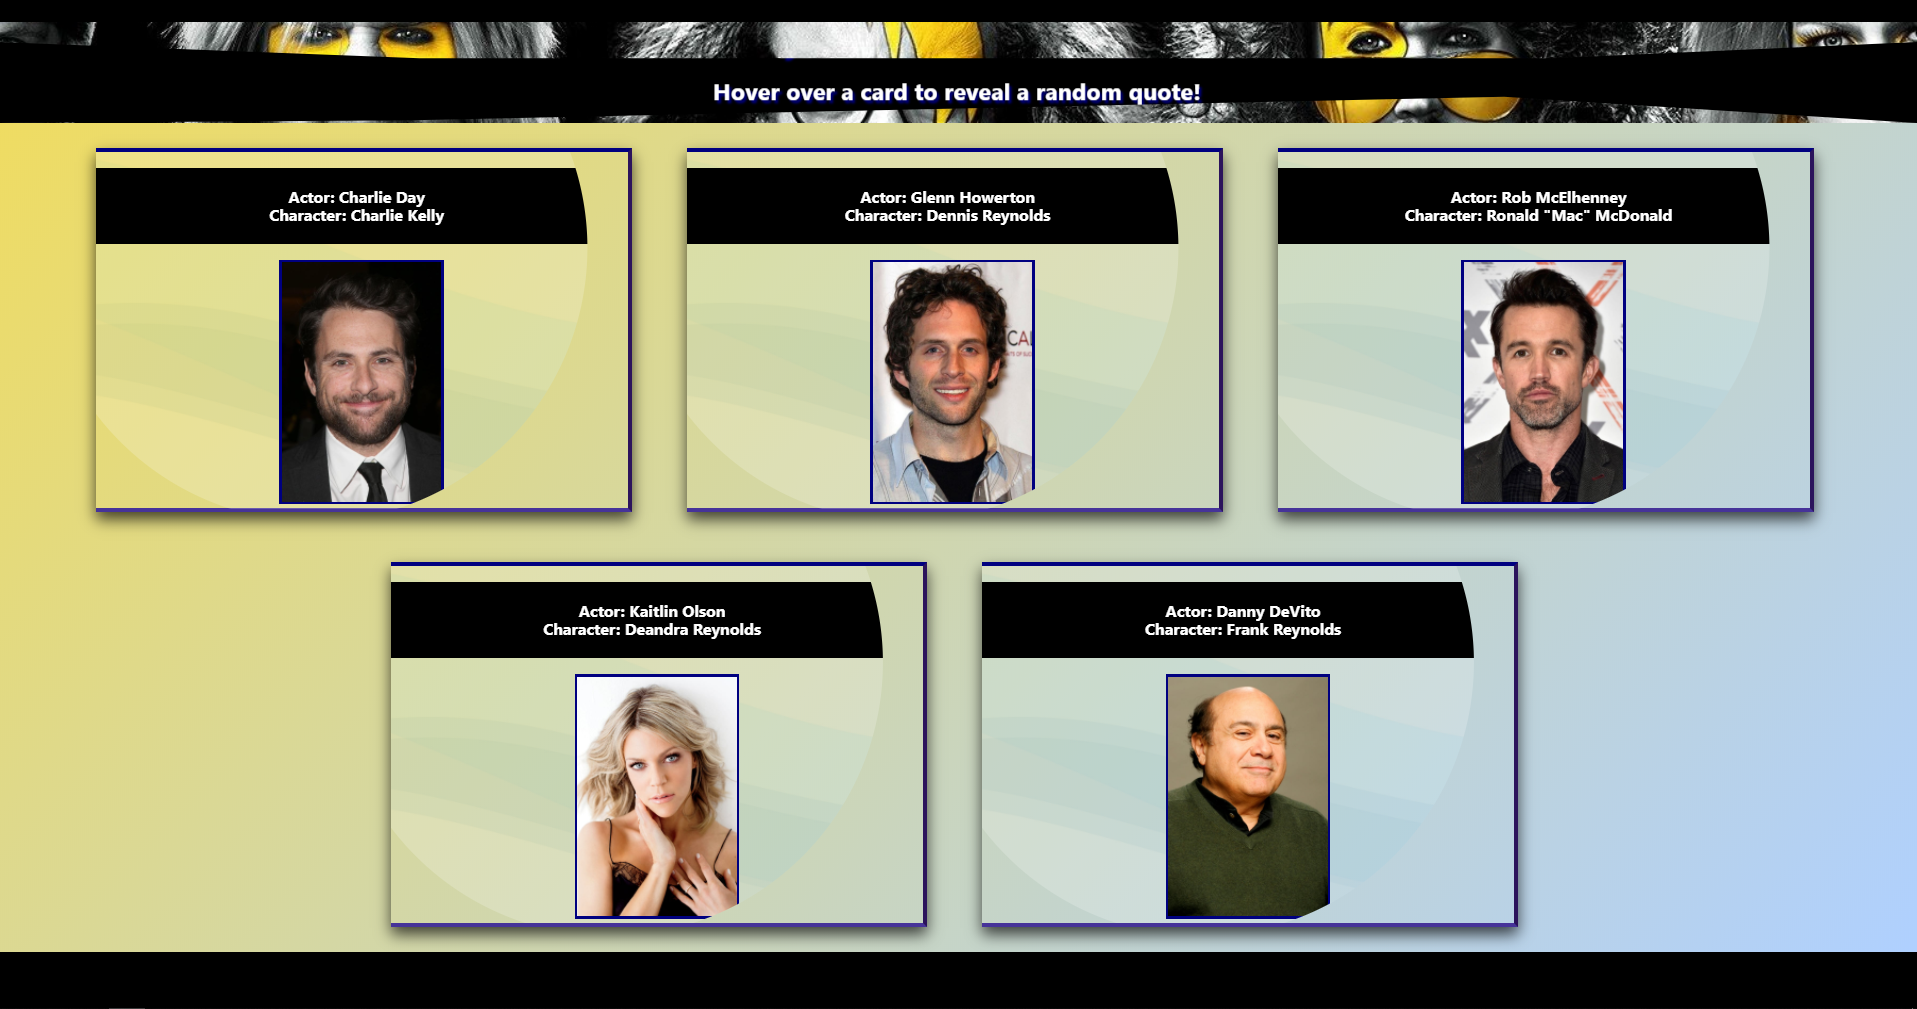 Hover over a card to reveal a random quote!
Actor: Charlie Day
Character: Charlie Kelly
Actor: Glenn Howerton
Character: Dennis Reynolds
Actor: Rob McElhenney
Character: Ronald "Mac" McDonald
Actor: Kaitlin Olson
Character: Deandra Reynolds
Actor: Danny DeVito
Character: Frank Reynolds